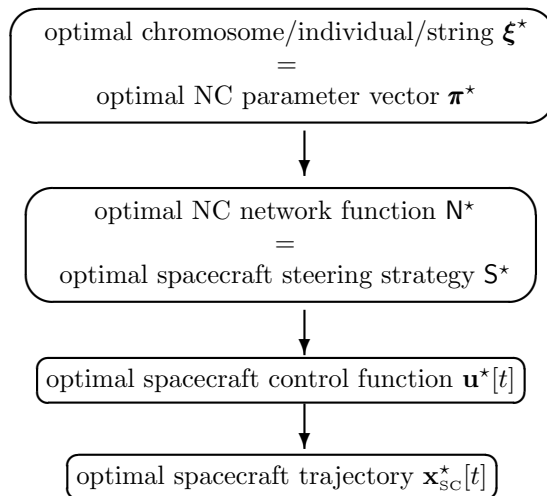 optimal chromosome/individual/string ξ⋆
=
optimal NC parameter vector π⋆
optimal NC network function N⋆
=
optimal spacecraft steering strategy S⋆
optimal spacecraft control function u⋆[t]
optimal spacecraft trajectory x⋆SC[t]